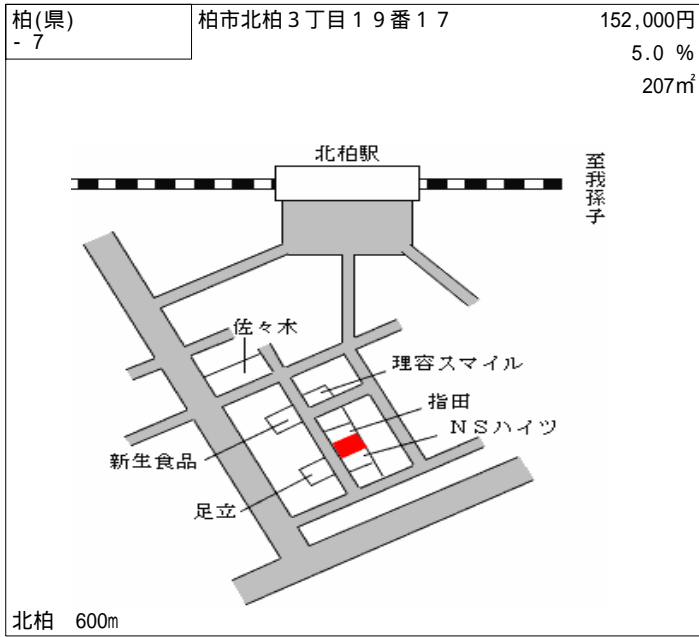 柏(県)
- 7
柏市北柏３丁目１９番１７
152,000円
5.0 %
207㎡
北柏駅
至我孫子
佐々木
理容スマイル
指田
ＮＳハイツ
新生食品
足立
北柏 600m